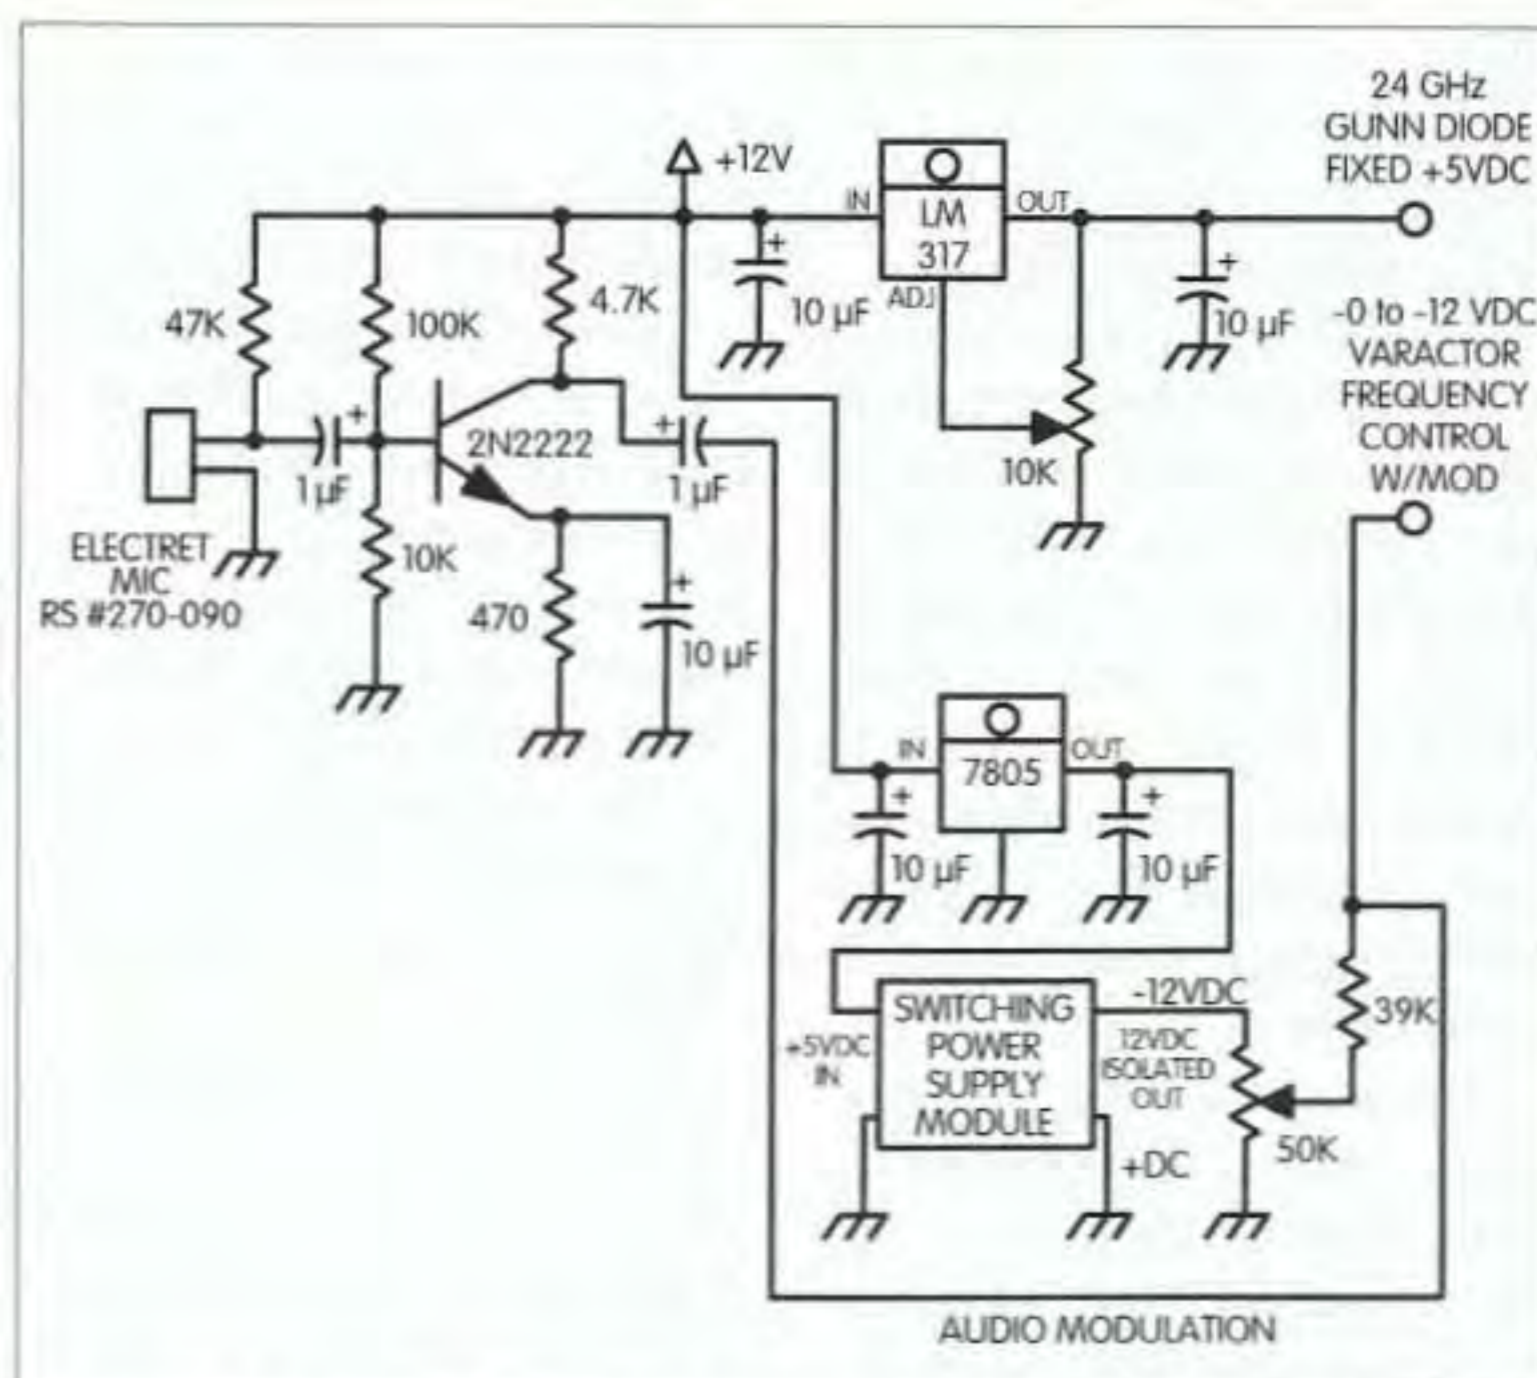 24 GHz
GUNN DIODE
FIXED +5VDC
+12V
IN
LM
317
OUT
ADJ
+
10 µF
+
10 µF
47K
100K
4.7K
-0 to -12 VDC
VARACTOR
FREQUENCY
CONTROL
W/MOD
+
1 µF
2N2222
+
1 µF
10K
ELECTRET
MIC
RS #270-090
10K
470
+
10 µF
IN
7805
OUT
+
10 µF
+
10 µF
SWITCHING
POWER
SUPPLY
MODULE
+5VDC
IN
-12VDC
12VDC
ISOLATED
OUT
+DC
39K
50K
AUDIO MODULATION